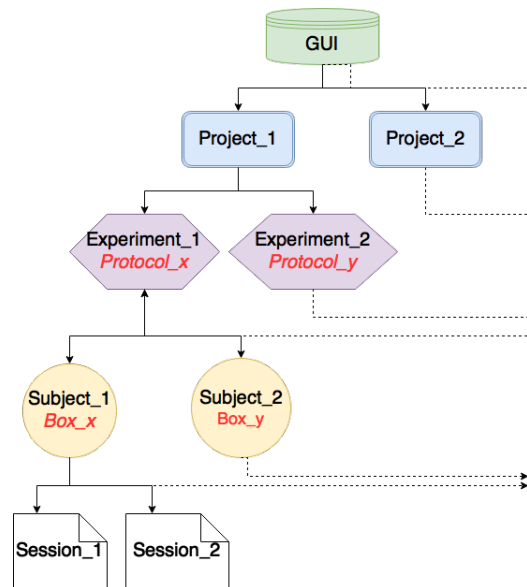 GUI
Project_1
Project_2
Experiment_1
Protocol_x
Experiment_2
Protocol_y
Subject_1
Box_x
Subject_2
Box_y
Session_1
Session_2